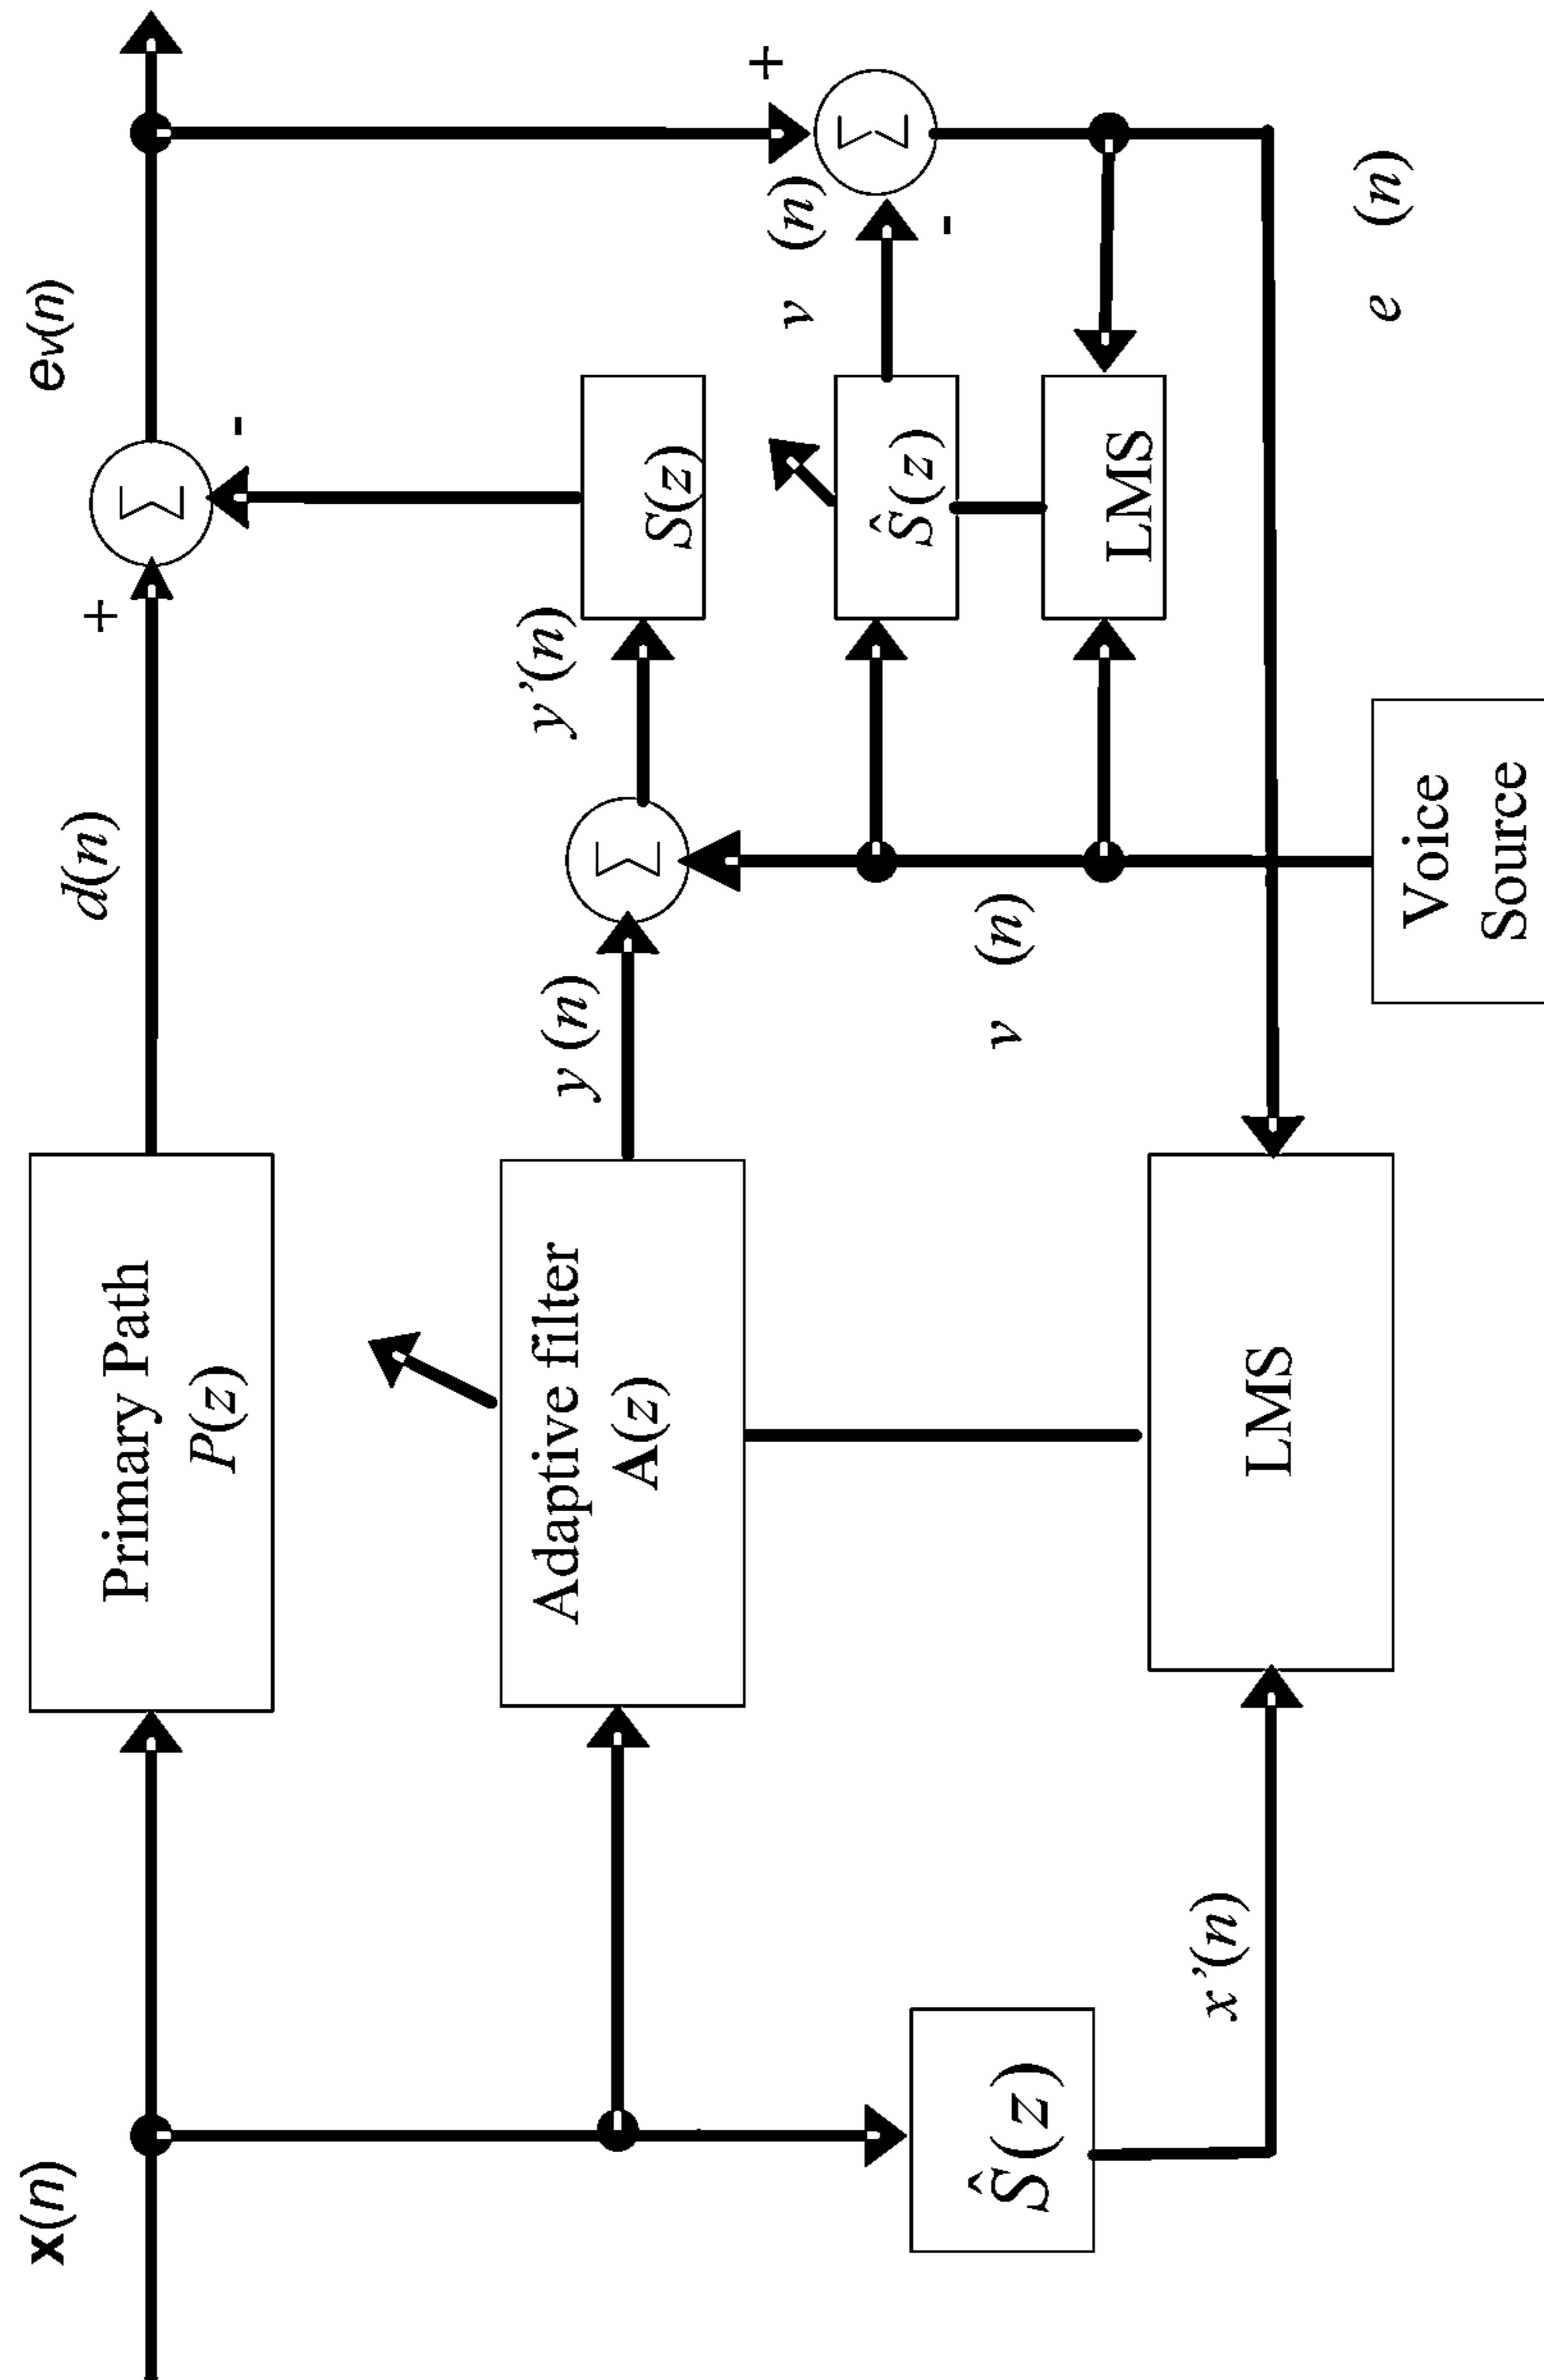 x(n)
Primary Path
P(z)
d(n)
+
Σ
-
ev(n)
Adaptive filter
A(z)
y (n)
Σ
y’(n)
S(z)
+
Σ
-
v (n)
Ŝ(z)
LMS
v (n)
Ŝ(z)
x’(n)
LMS
e (n)
Voice
Source